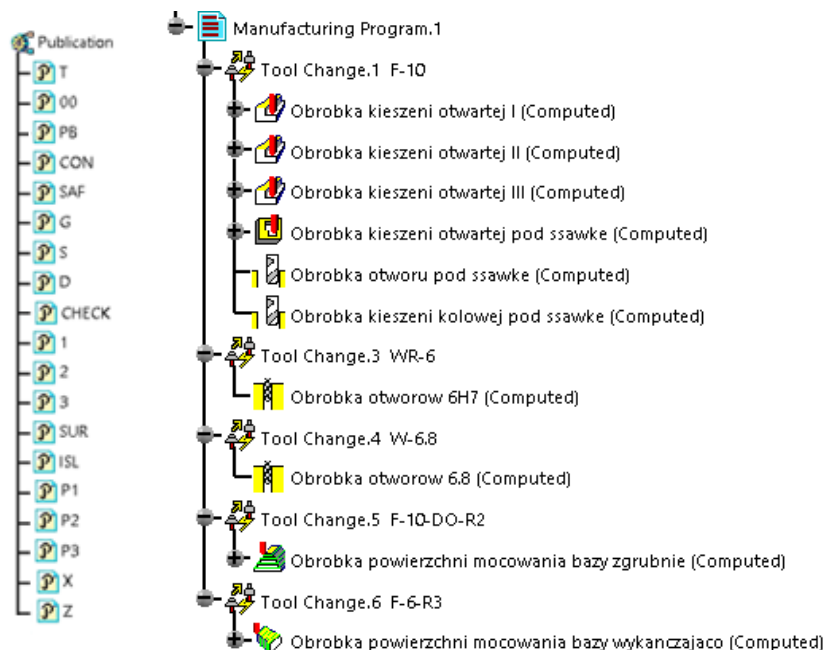 Publication
T
00
PB
CON
SAF
G
S
D
CHECK
1
2
3
SUR
ISL
P1
P2
P3
X
Z
Manufacturing Program.1
Tool Change.1 F-10
Obrobka kieszeni otwartej I (Computed)
Obrobka kieszeni otwartej II (Computed)
Obrobka kieszeni otwartej III (Computed)
Obrobka kieszeni otwartej pod ssawke (Computed)
Obrobka otworu pod ssawke (Computed)
Obrobka kieszeni kolowej pod ssawke (Computed)
Tool Change.3 WR-6
Obrobka otworow 6H7 (Computed)
Tool Change.4 W-6.8
Obrobka otworow 6.8 (Computed)
Tool Change.5 F-10-DO-R2
Obrobka powierzchni mocowania bazy zgrubnie (Computed)
Tool Change.6 F-6-R3
Obrobka powierzchni mocowania bazy wykanczajaco (Computed)